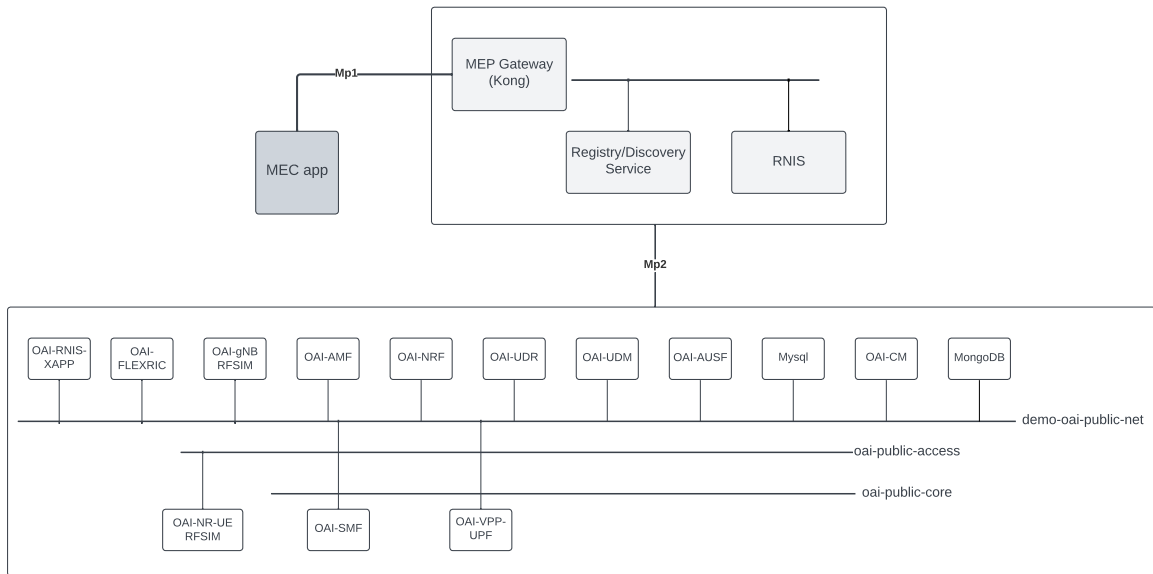 MEP Gateway
(Kong)
Mp1
Registry/Discovery
Service
RNIS
MEC app
Mp2
OAI-RNIS-
XAPP
OAI-
FLEXRIC
OAI-gNB
RFSIM
OAI-AMF
OAI-NRF
OAI-UDR
OAI-UDM
OAI-AUSF
Mysql
OAI-CM
MongoDB
demo-oai-public-net
oai-public-access
oai-public-core
OAI-NR-UE
RFSIM
OAI-SMF
OAI-VPP-
UPF